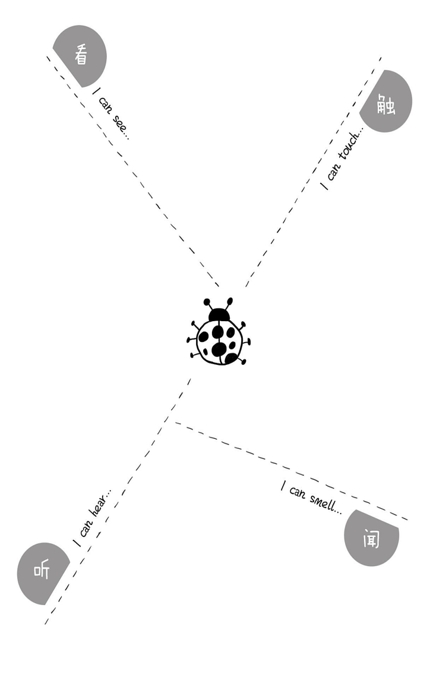 看
I can see...
触
I can touch...
I can hear...
听
I can smell...
闻